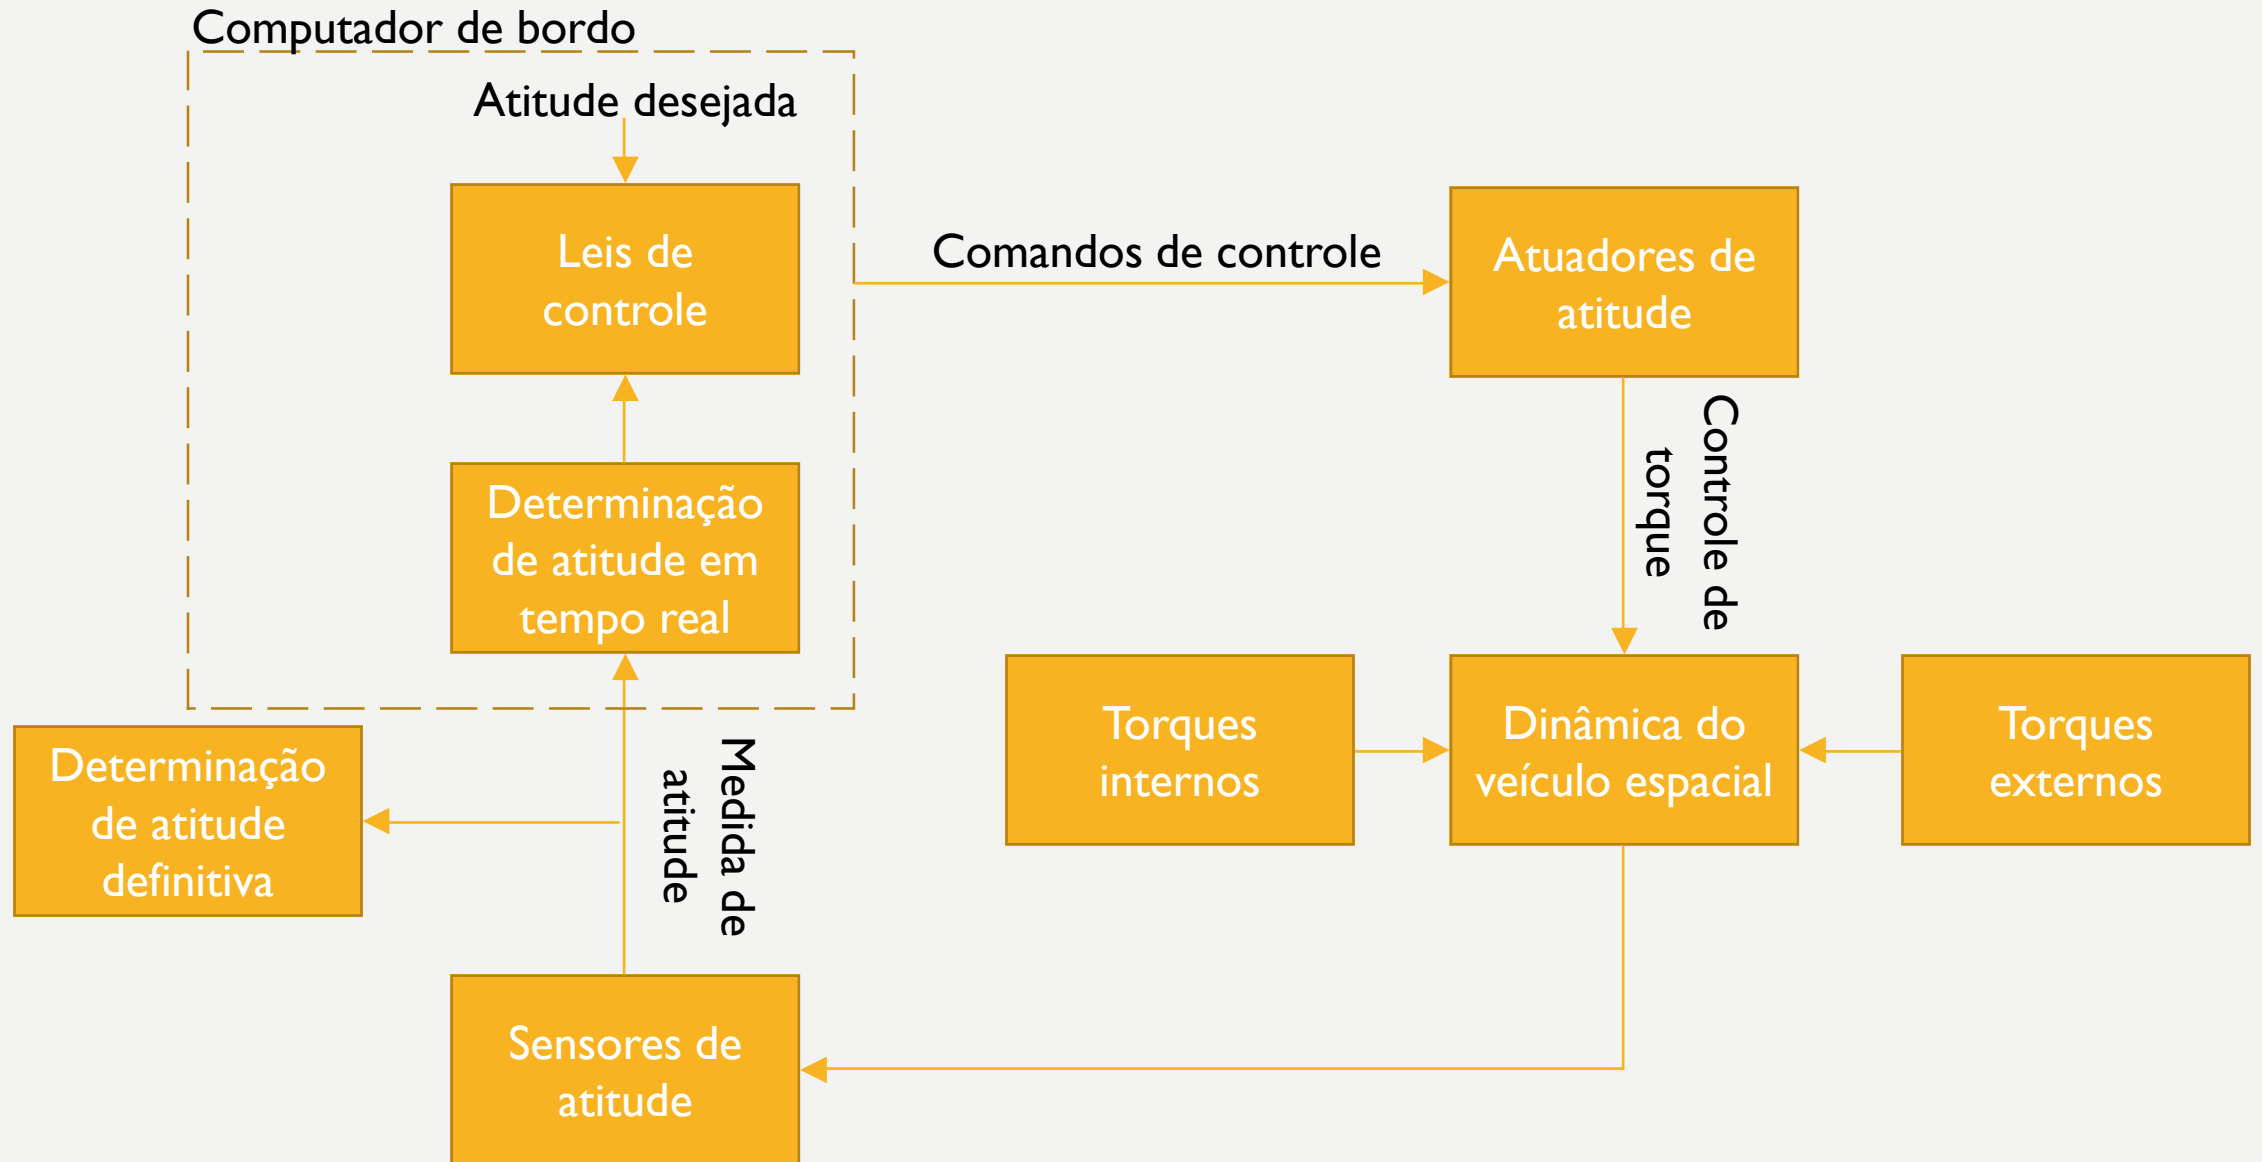 Computador de bordo
Atitude desejada
Leis de
controle
Comandos de controle
Atuadores de
atitude
Controle de
torque
Determinação
de atitude em
tempo real
Torques
internos
Dinâmica do
veículo espacial
Torques
externos
Determinação
de atitude
definitiva
Medida de
atitude
Sensores de
atitude